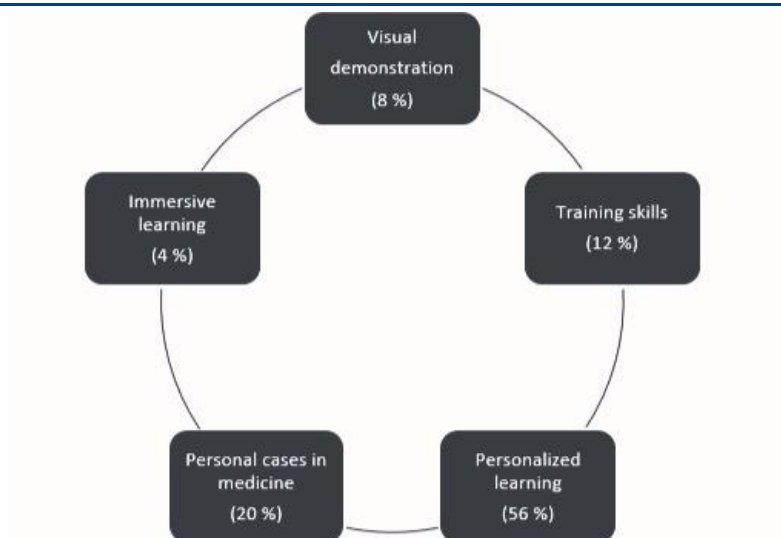 Visual
demonstration
(8 %)
Training skills
(12 %)
Personalized
learning
(56 %)
Personal cases in
medicine
(20 %)
Immersive
learning
(4 %)